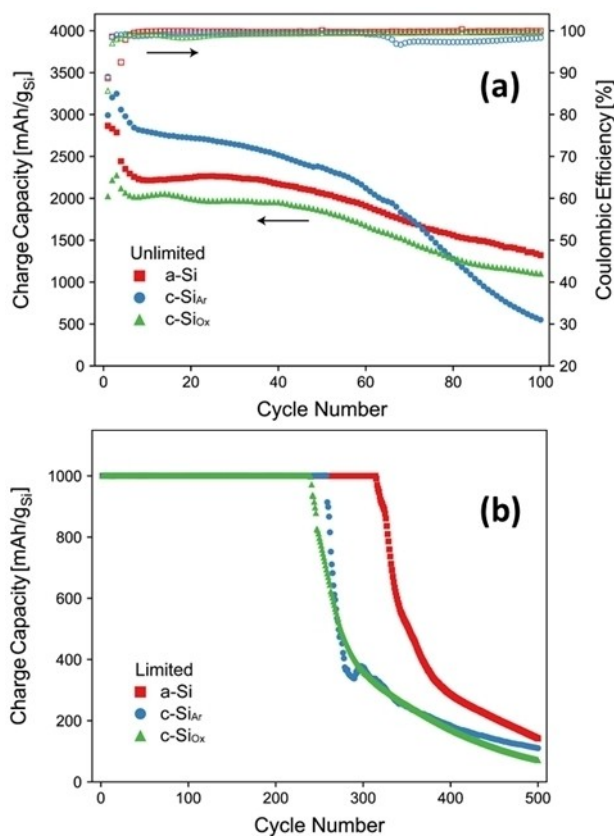 (a)
Charge Capacity [mAh/gSi]
Coulombic Efficiency [%]
4000
3500
3000
2500
2000
1500
1000
500
0
100
90
80
70
60
50
40
30
20
Unlimited
a-Si
c-SiAr
c-SiOx
0 20 40 60 80 100
Cycle Number
(b)
Charge Capacity [mAh/gSi]
1000
800
600
400
200
0
Limited
a-Si
c-SiAr
c-SiOx
0 100 200 300 400 500
Cycle Number